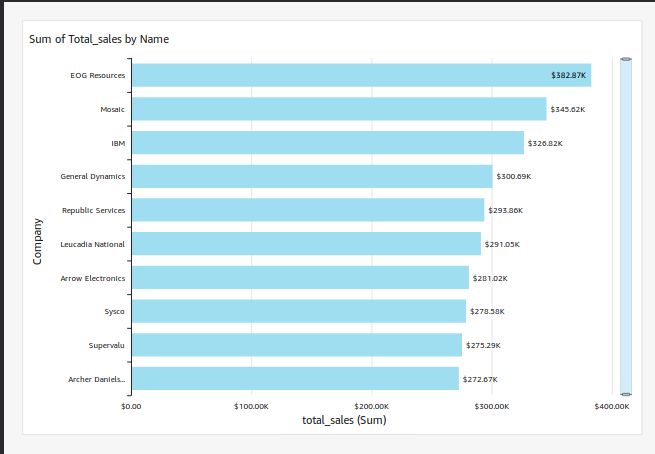 Sum of Total_sales by Name
Company
EOG Resources $382.87K
Mosaic $345.62K
IBM $326.82K
General Dynamics $300.69K
Republic Services $293.86K
Leucadia National $291.05K
Arrow Electronics $281.02K
Sysco $278.58K
Supervalu $275.29K
Archer Daniels... $272.67K
$0.00 $100.00K $200.00K $300.00K $400.00K
total_sales (Sum)